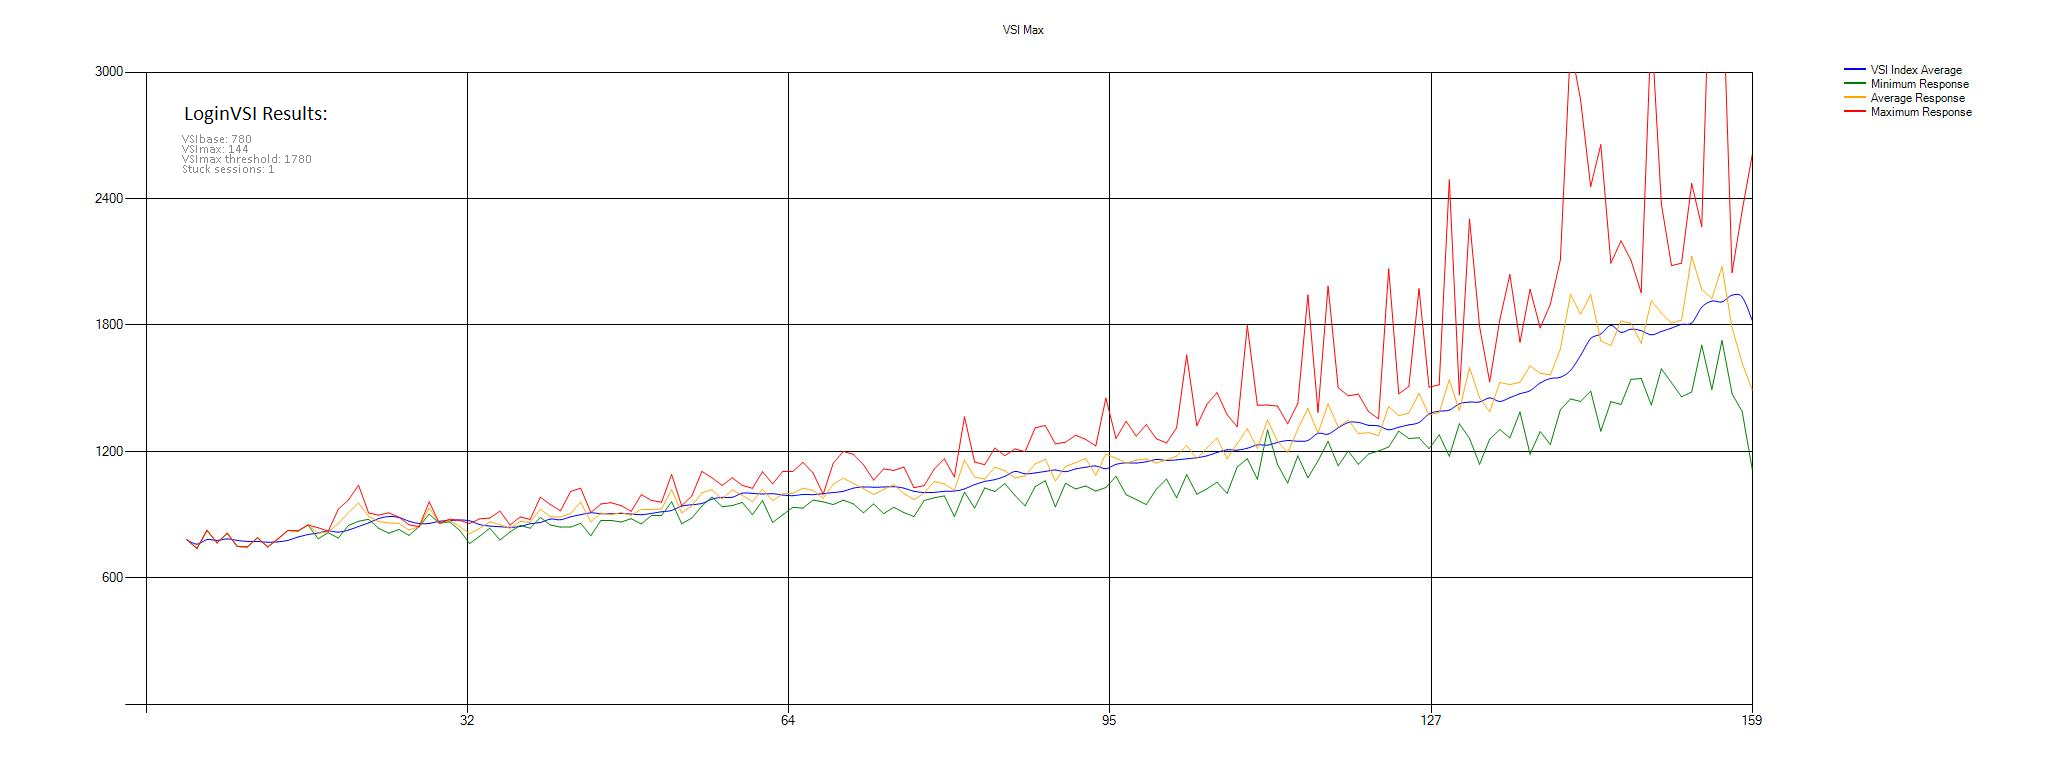 VSI Max
3000
2400
1800
1200
600
LoginVSI Results:
VSIbase: 780
VSImax: 144
VSImax threshold: 1780
Stuck sessions: 1
VSI Index Average
Minimum Response
Average Response
Maximum Response
32
64
95
127
159